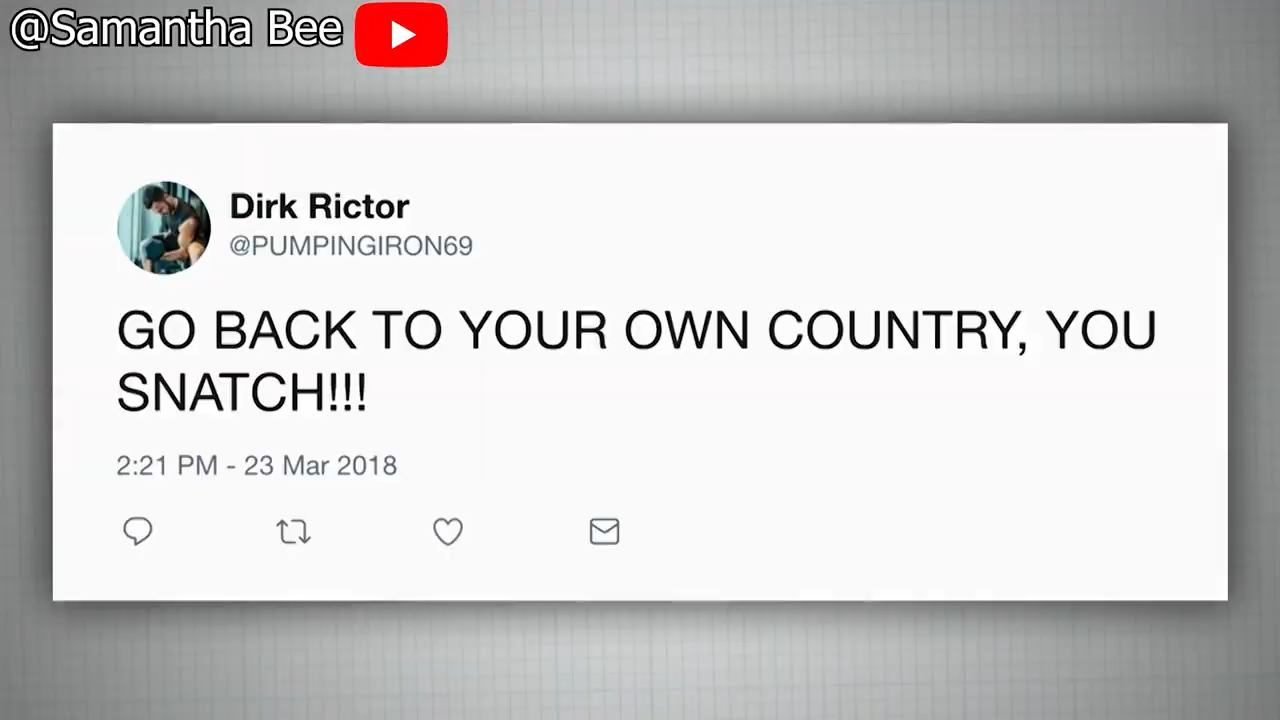 @Samantha Bee
Dirk Rictor
@PUMPINGIRON69
GO BACK TO YOUR OWN COUNTRY, YOU
SNATCH!!!
2:21 PM - 23 Mar 2018